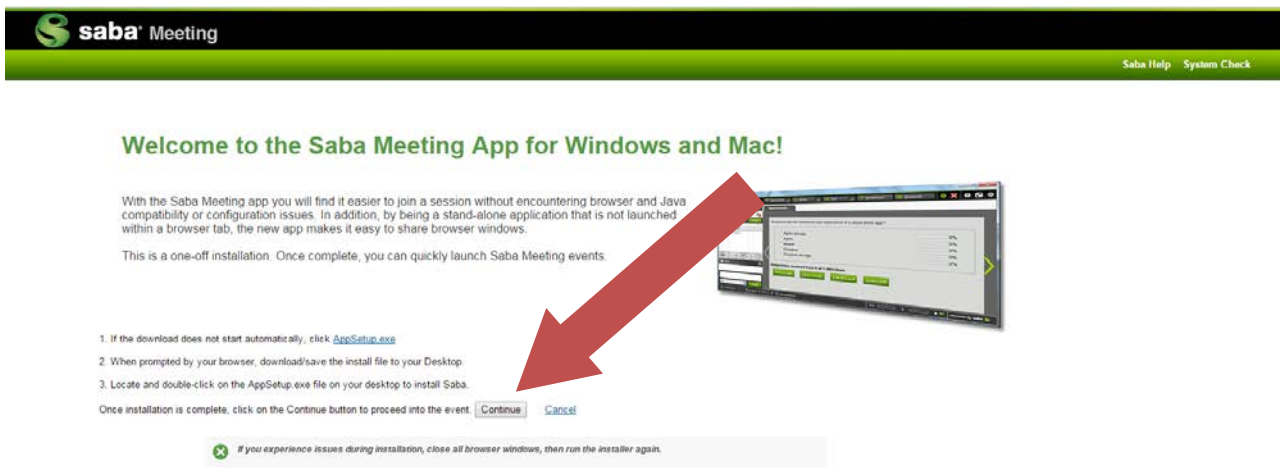 saba Meeting
Saba Help System Check
Welcome to the Saba Meeting App for Windows and Mac!
With the Saba Meeting app you will find it easier to join a session without encountering browser and Java
compatibility or configuration issues. In addition, by being a stand-alone application that is not launched
within a browser tab, the new app makes it easy to share browser windows.
This is a one-off installation. Once complete, you can quickly launch Saba Meeting events.
1. If the download does not start automatically, click AppSetup.exe
2. When prompted by your browser, download/save the install file to your Desktop.
3. Locate and double-click on the AppSetup.exe file on your desktop to install Saba.
Once installation is complete, click on the Continue button to proceed into the event. Continue Cancel
If you experience issues during installation, close all browser windows, then run the installer again.